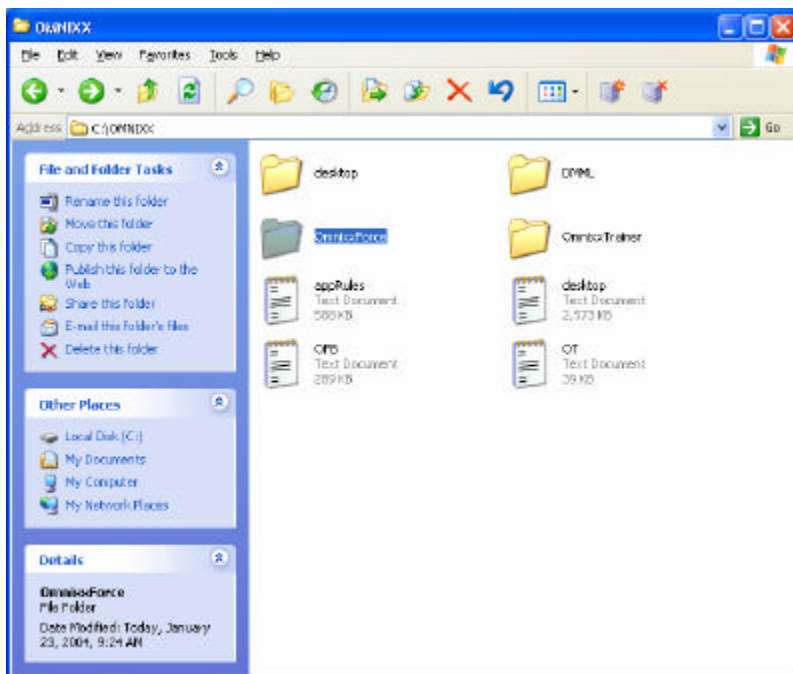 OMNIXX
File Edit View Favorites Tools Help
Address C:\OMNIXX Go
File and Folder Tasks
Rename this folder
Move this folder
Copy this folder
Publish this folder to the
Web
Share this folder
E-mail this folder's files
Delete this folder
Other Places
Local Disk (C:)
My Documents
My Computer
My Network Places
Details
OmnixxForce
File Folder
Date Modified: Today, January
23, 2004, 9:24 AM
desktop
OMML
OmnixxForce
OmnixxTrainer
appRules
Text Document
588 KB
desktop
Text Document
2,573 KB
OFB
Text Document
289 KB
OT
Text Document
39 KB